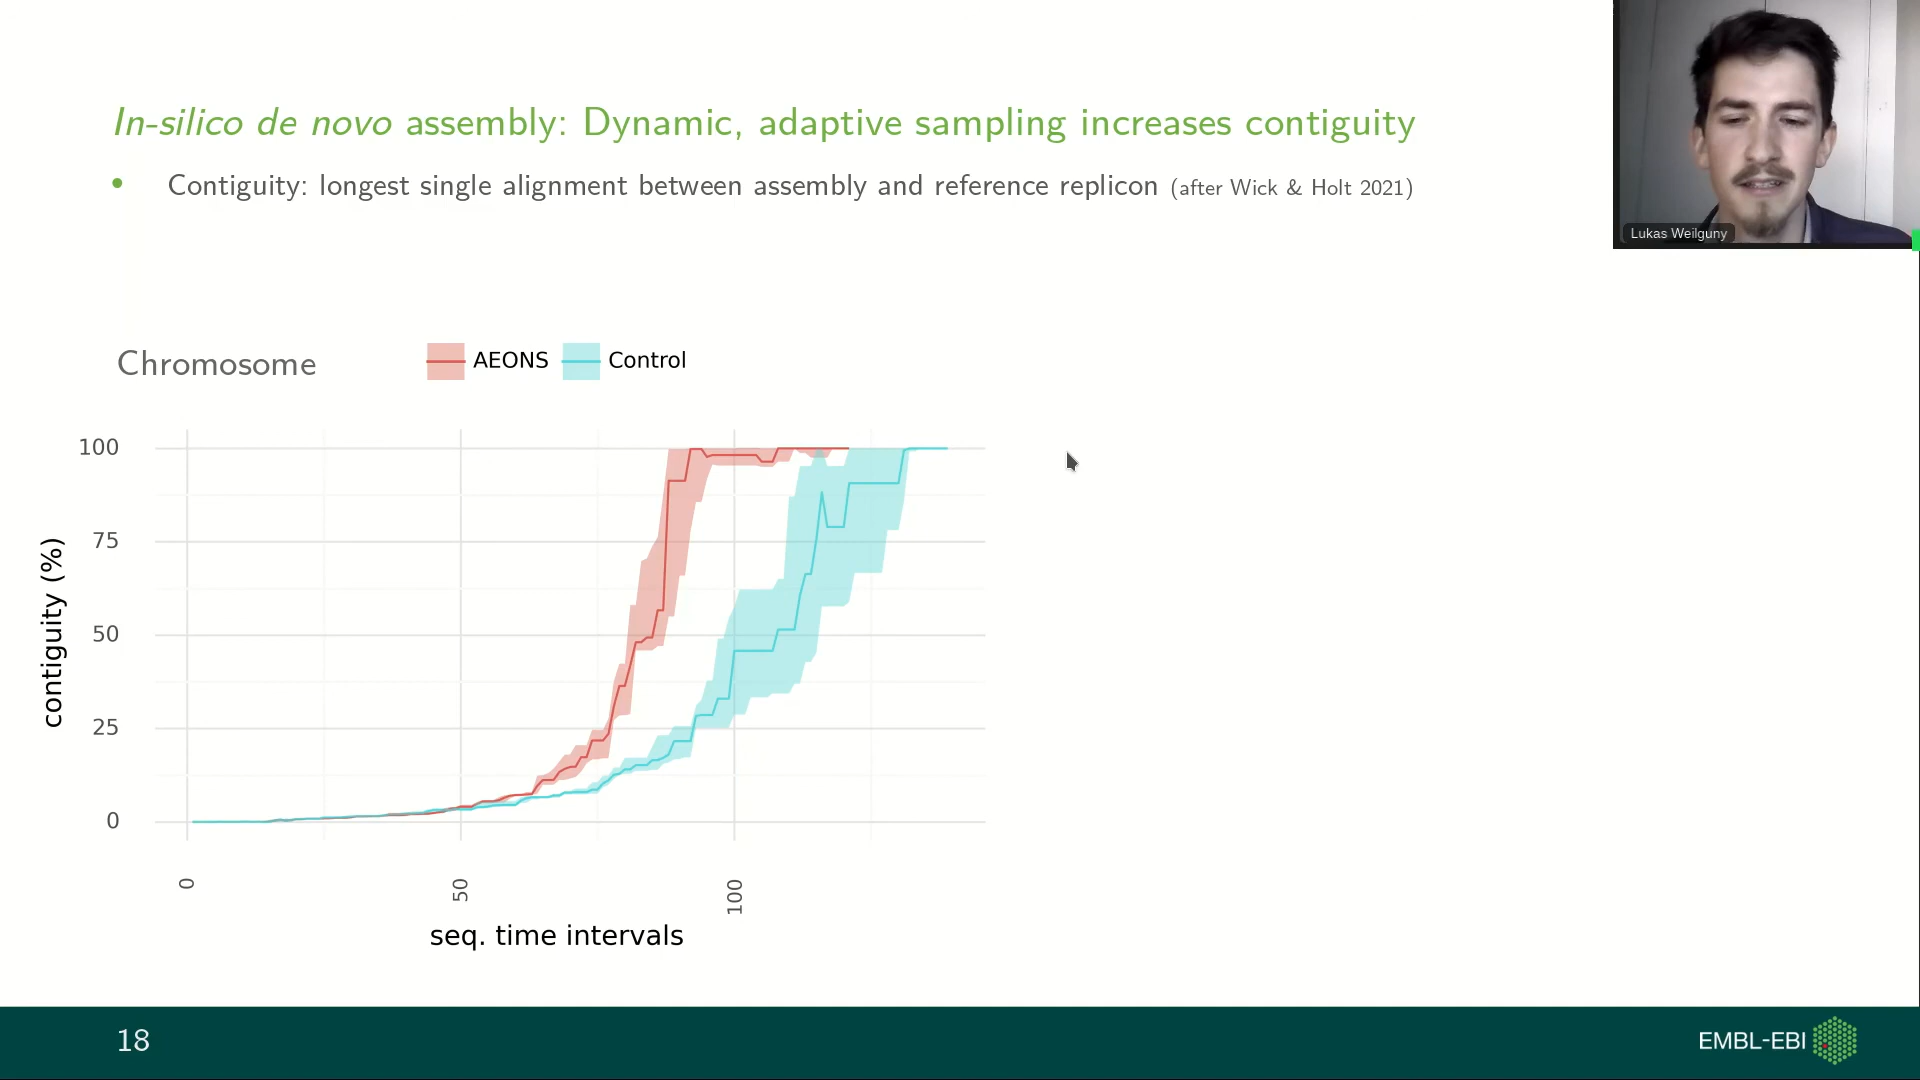 In-silico de novo assembly: Dynamic, adaptive sampling increases contiguity
• Contiguity: longest single alignment between assembly and reference replicon (after Wick & Holt 2021)
Lukas Weilguny
Chromosome
AEONS Control
100
75
50
25
0
contiguity (%)
0 50 100
seq. time intervals
18
EMBL-EBI